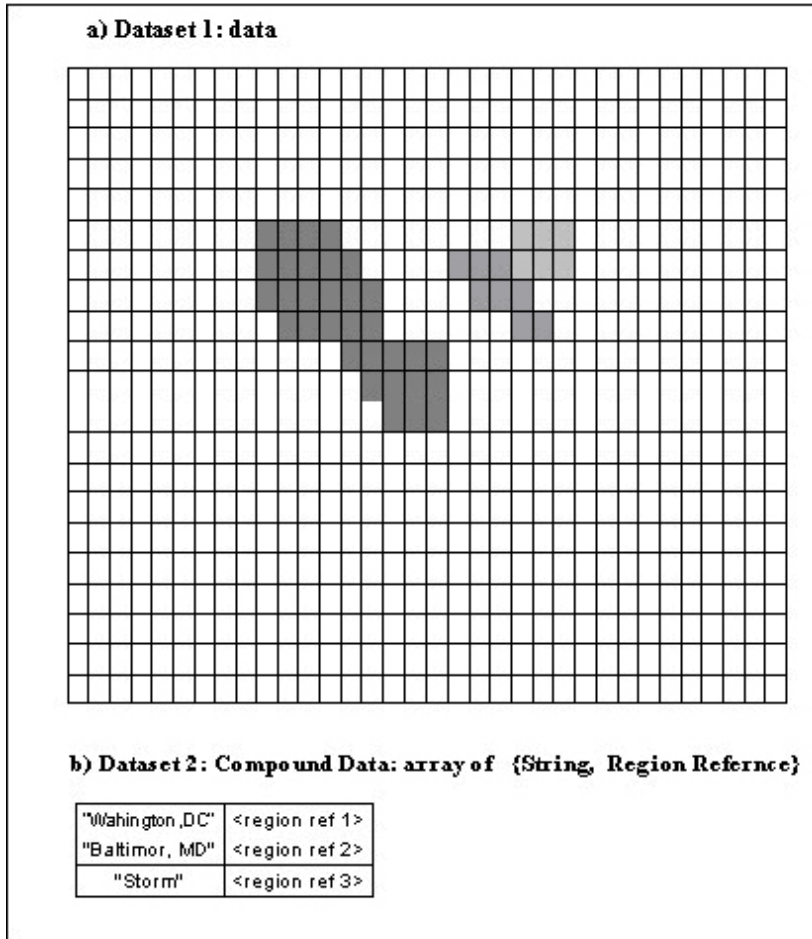 a) Dataset 1: data
b) Dataset 2: Compound Data: array of {String, Region Refernce}
"Wahington,DC" <region ref 1>
"Baltimor, MD" <region ref 2>
"Storm" <region ref 3>